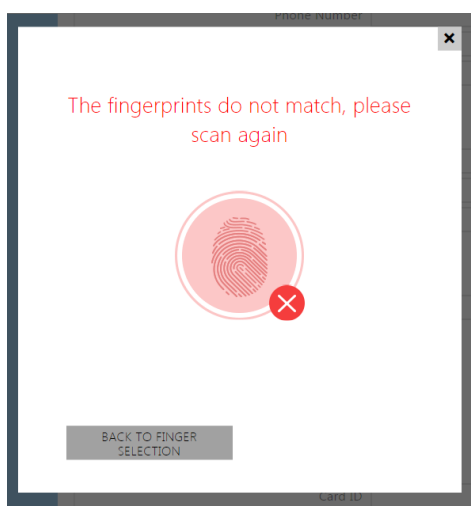 Phone Number
The fingerprints do not match, please
scan again
BACK TO FINGER
SELECTION
Card ID